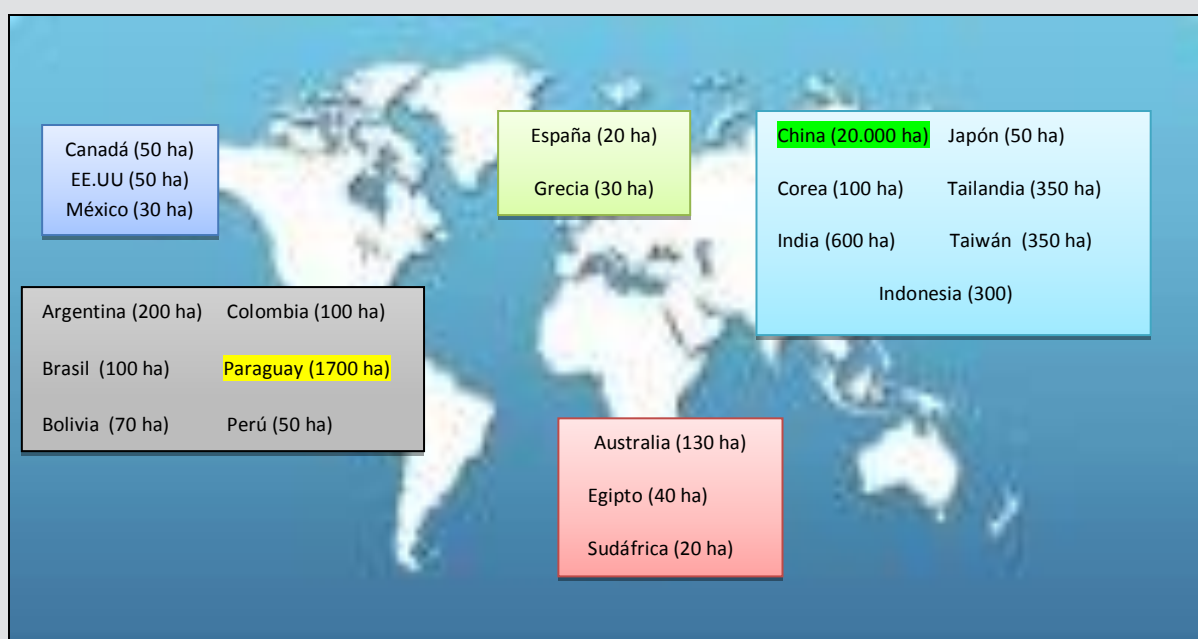 Canadá (50 ha)
EE.UU (50 ha)
México (30 ha)
España (20 ha)
Grecia (30 ha)
China (20.000 ha) Japón (50 ha)
Corea (100 ha) Tailandia (350 ha)
India (600 ha) Taiwán (350 ha)
Indonesia (300)
Argentina (200 ha) Colombia (100 ha)
Brasil (100 ha) Paraguay (1700 ha)
Bolivia (70 ha) Perú (50 ha)
Australia (130 ha)
Egipto (40 ha)
Sudáfrica (20 ha)